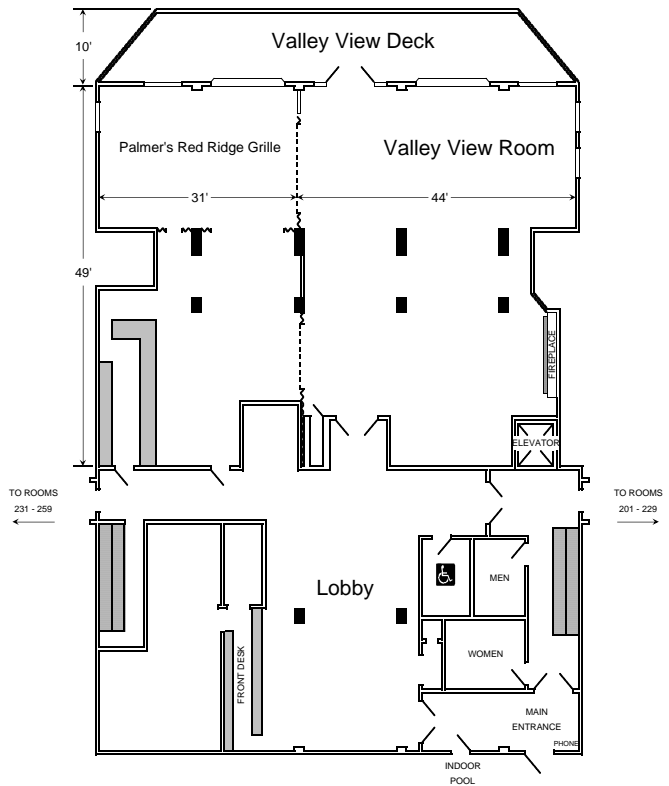 Valley View Deck
10'
Palmer's Red Ridge Grille
Valley View Room
31'
44'
49'
FIREPLACE
ELEVATOR
TO ROOMS
231 - 259
TO ROOMS
201 - 229
MEN
Lobby
WOMEN
FRONT DESK
MAIN
ENTRANCE
PHONE
INDOOR
POOL